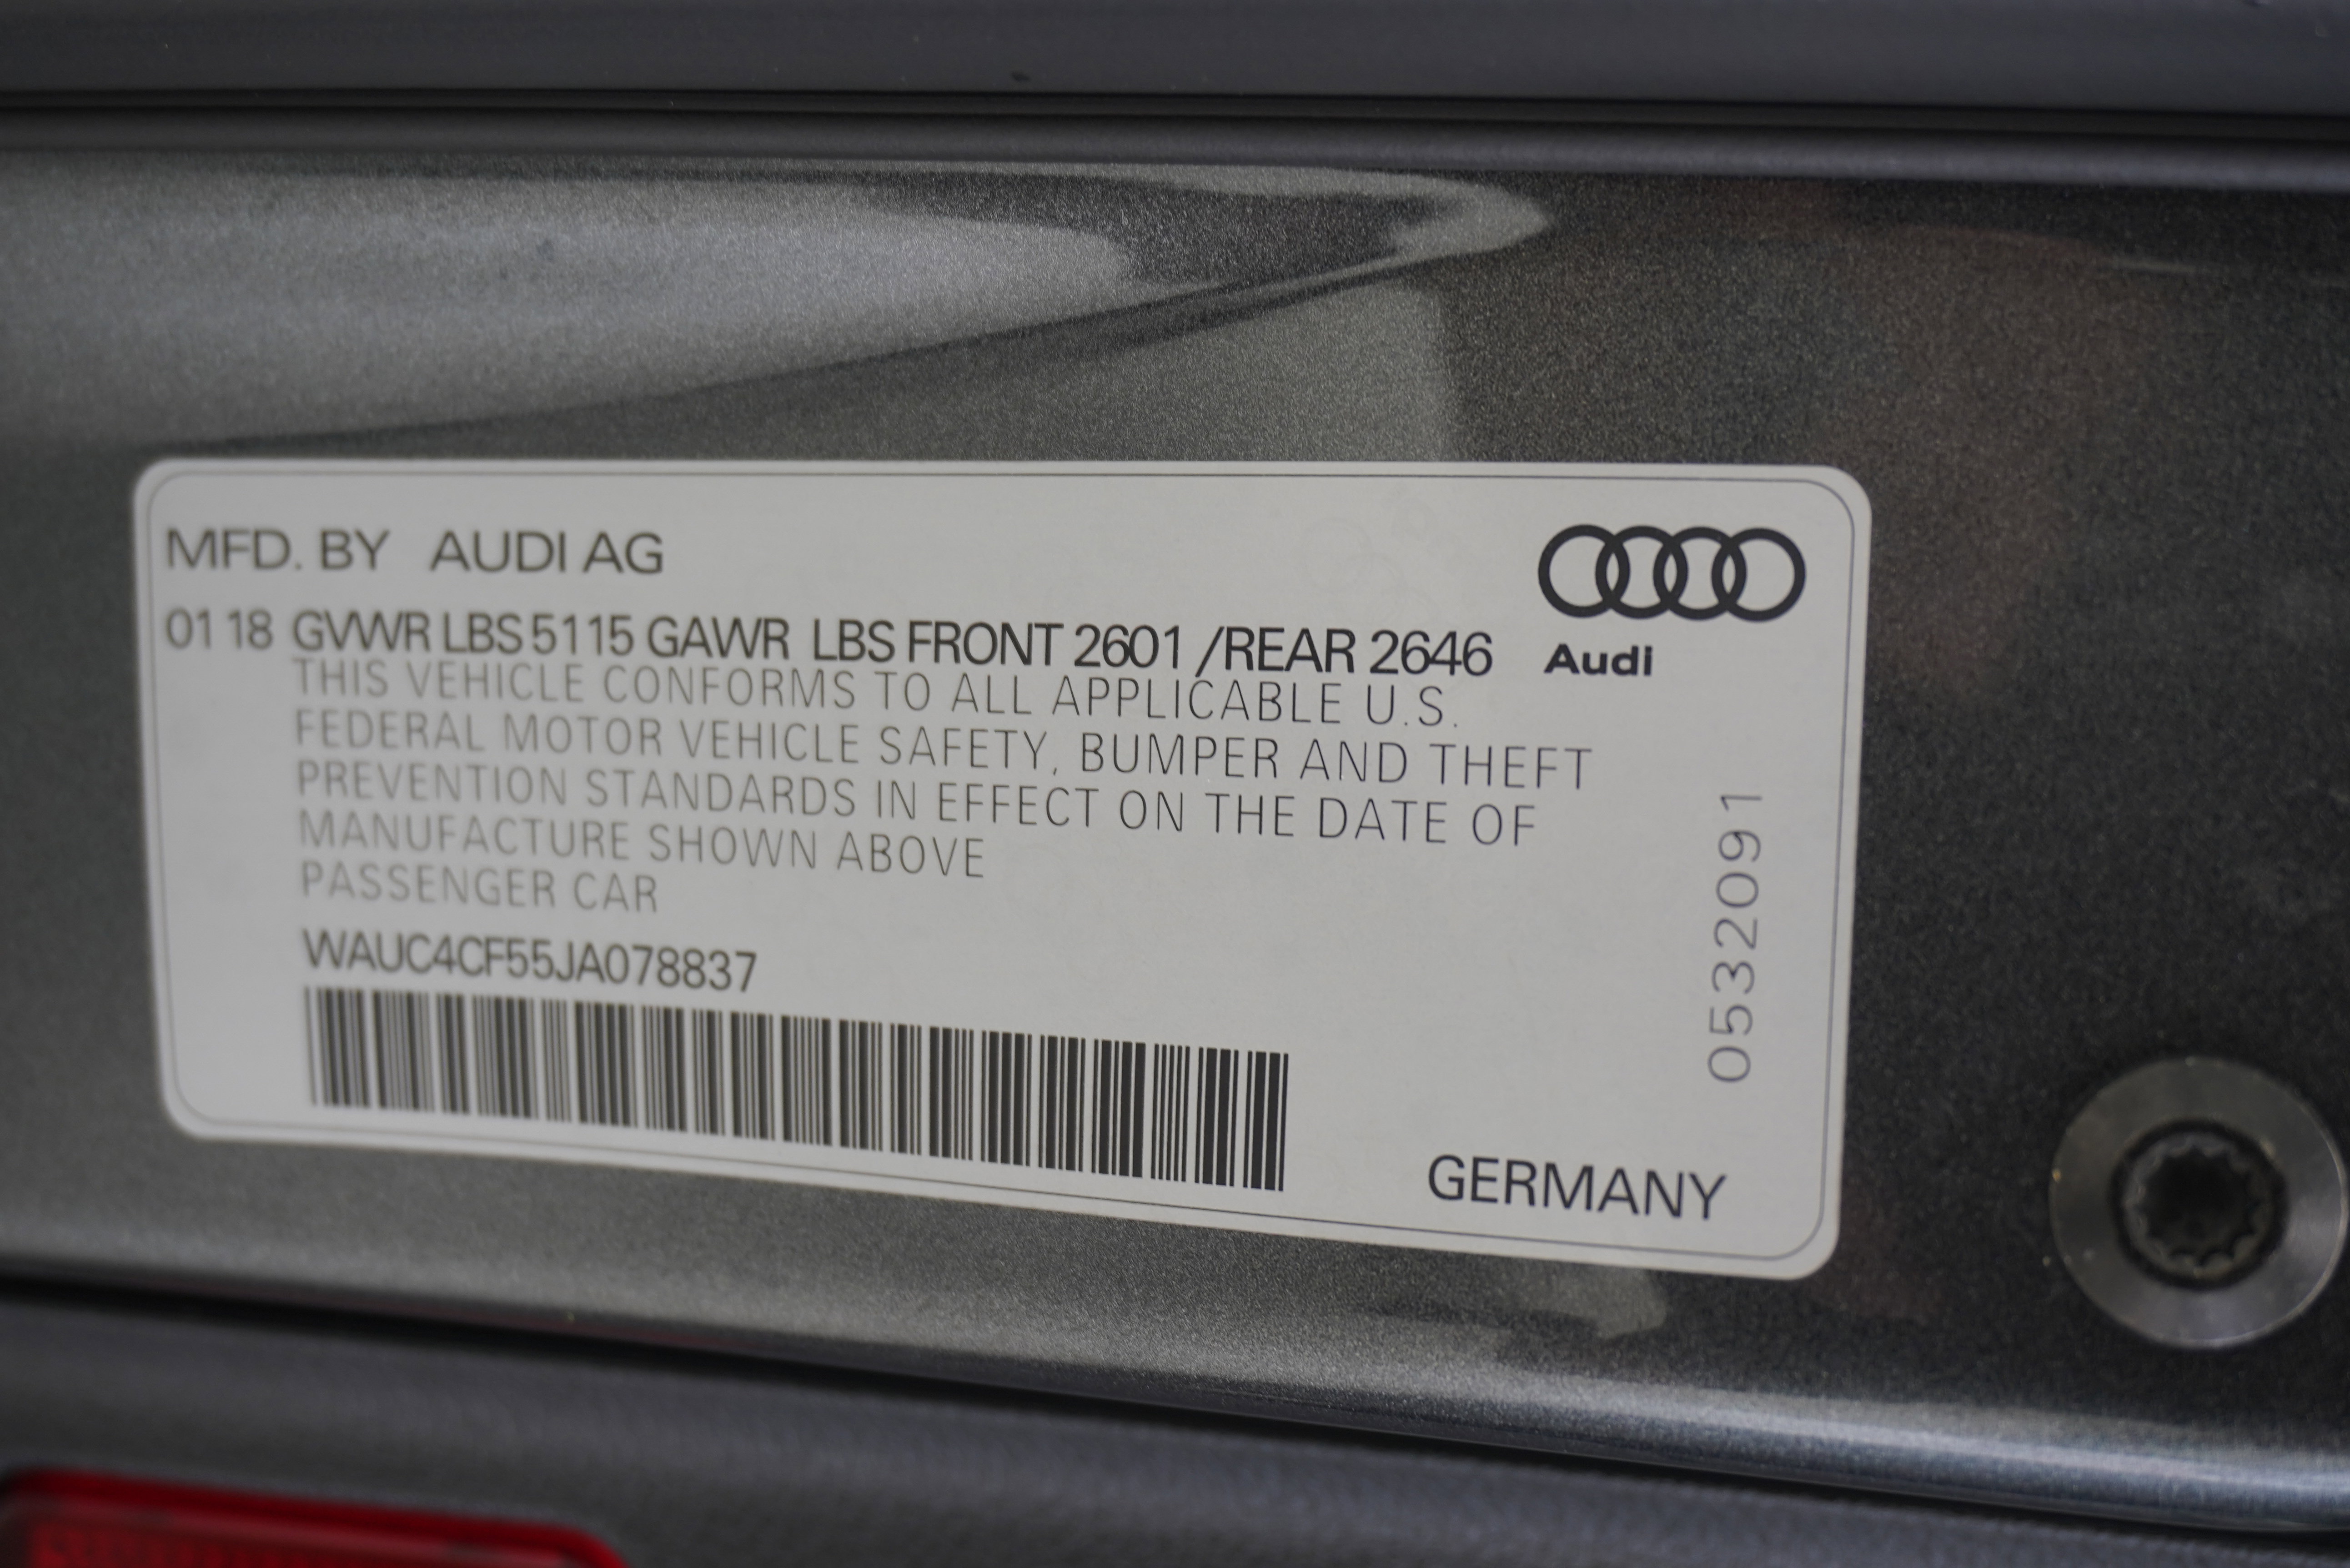 MFD. BY AUDI AG
01 18 GVWR LBS 5115 GAWR LBS FRONT 2601 /REAR 2646
Audi
THIS VEHICLE CONFORMS TO ALL APPLICABLE U.S.
FEDERAL MOTOR VEHICLE SAFETY, BUMPER AND THEFT
PREVENTION STANDARDS IN EFFECT ON THE DATE OF
MANUFACTURE SHOWN ABOVE
PASSENGER CAR
WAUC4CF55JA078837
05332091
GERMANY